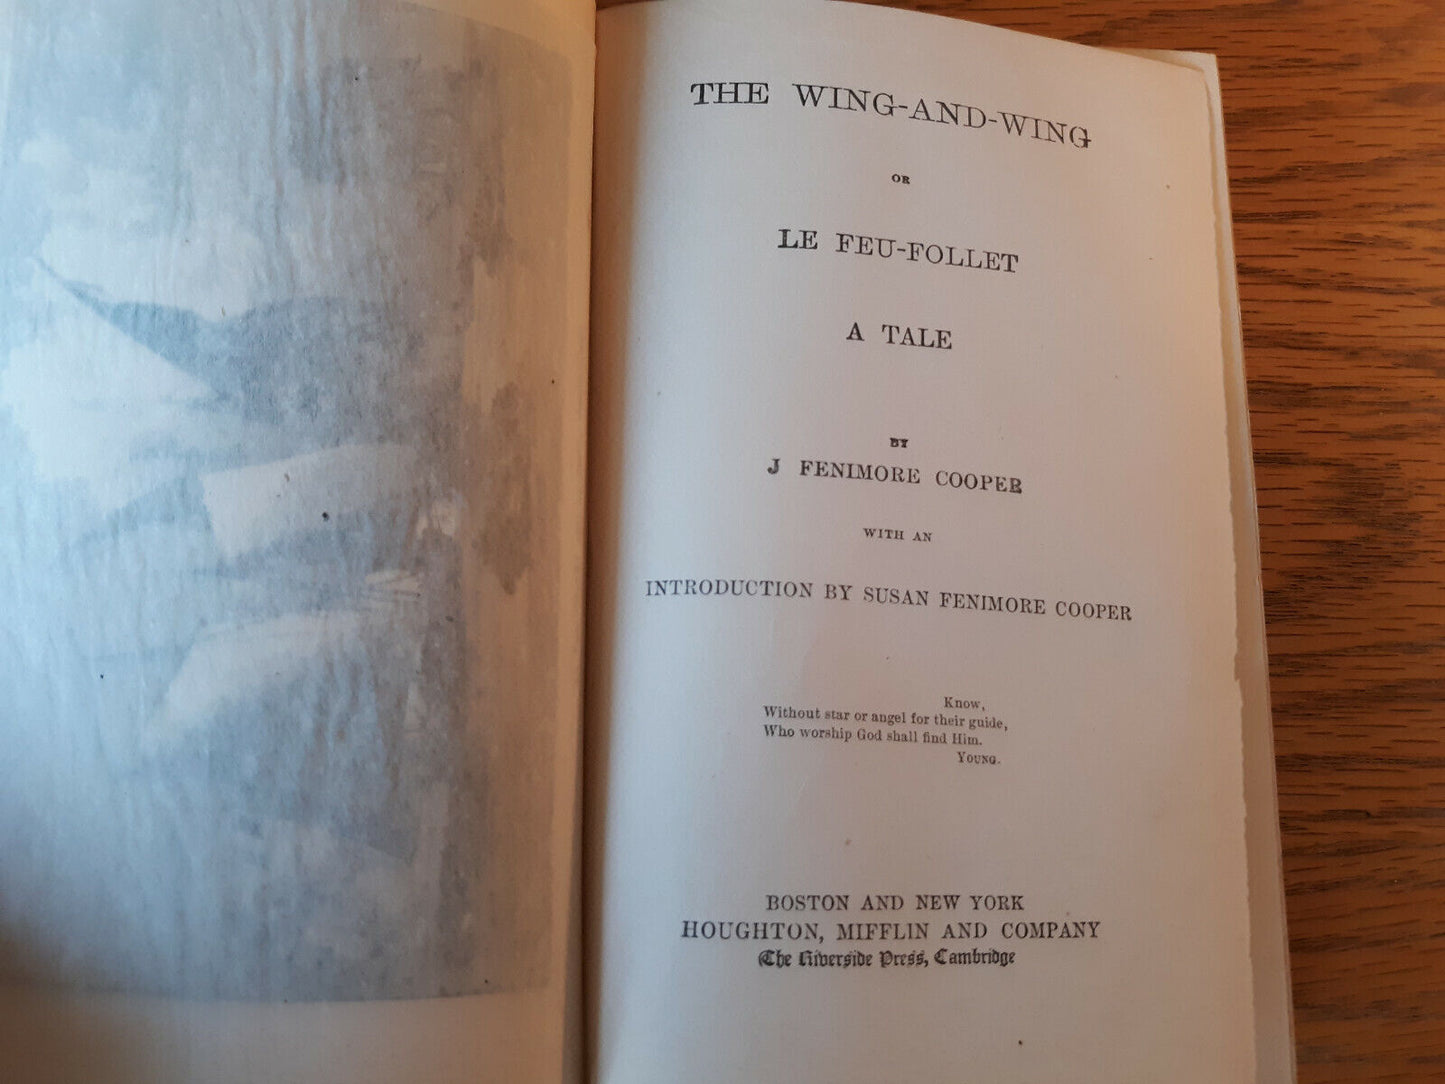 THE WING-AND-WING
OR
LE FEU-FOLLET
A TALE
BY
J FENIMORE COOPER
WITH AN
INTRODUCTION BY SUSAN FENIMORE COOPER
Know,
Without star or angel for their guide,
Who worship God shall find Him.
YOUNG.
BOSTON AND NEW YORK
HOUGHTON, MIFFLIN AND COMPANY
The Riverside Press, Cambridge